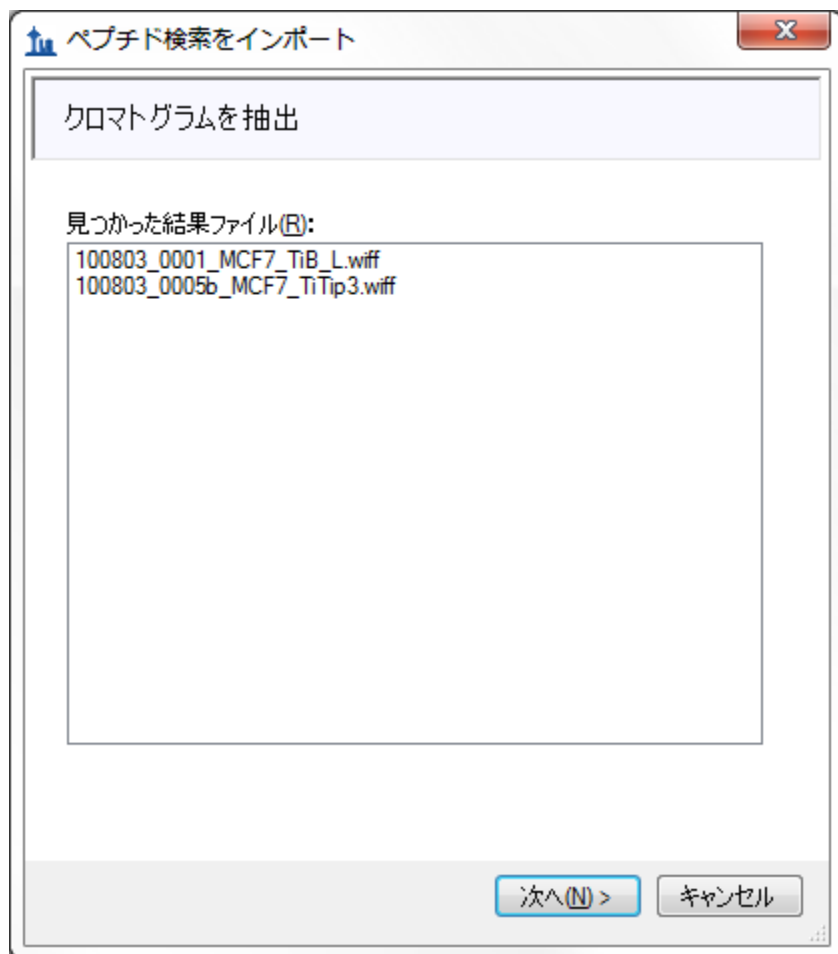 ペプチド検索をインポート
クロマトグラムを抽出
見つかった結果ファイル(R):
100803_0001_MCF7_TiB_L.wiff
100803_0005b_MCF7_TiTip3.wiff
次へ(N) >
キャンセル